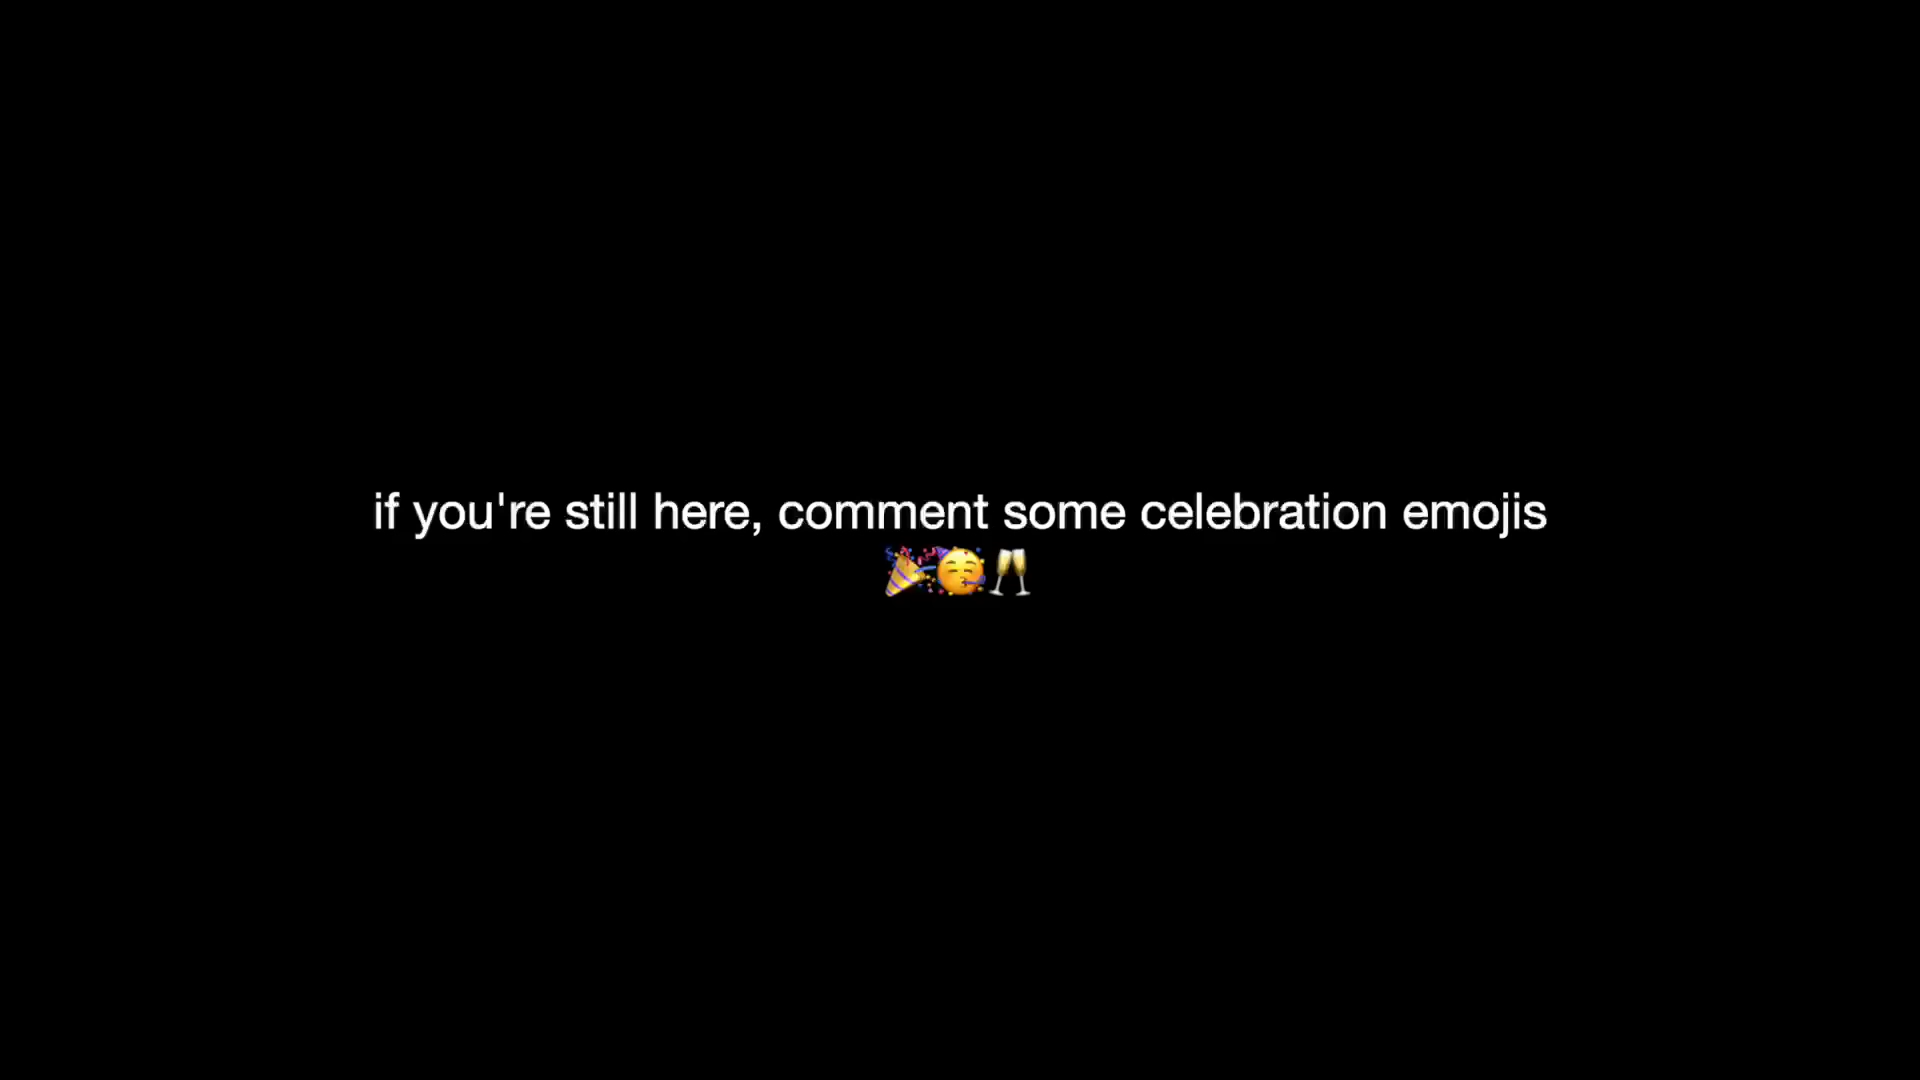 if you're still here, comment some celebration emojis
🎉🥳🥂